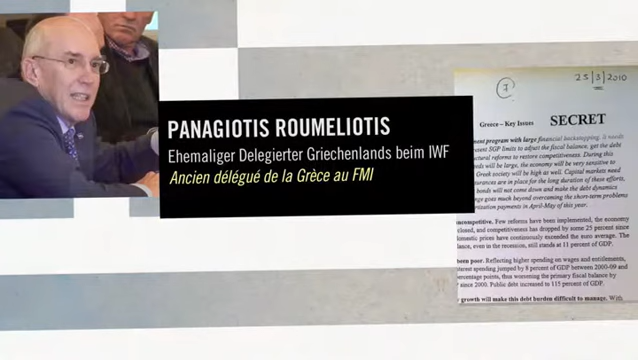 PANAGIOTIS ROUMELIOTIS
Ehemaliger Delegierter Griechenlands beim IWF
Ancien délégué de la Grèce au FMI
25|3|2010
7
Greece – Key Issues SECRET
program with large financial backstopping. It would
SGP limits to adjust the fiscal balance, get the debt
reforms to restore competitiveness. During this
will be large, the economy will be very sensitive to
Greek society will be high as well. Capital markets need
are in place for the long duration of these efforts,
bonds will not come down and make the debt dynamics
goes much beyond overcoming the short-term problems
payments in April-May of this year.
Few reforms have been implemented, the economy
and competitiveness has dropped by some 25 percent since
prices have continuously exceeded the euro average. The
even in the recession, still stands at 11 percent of GDP.
been poor. Reflecting higher spending on wages and entitlements,
spending jumped by 8 percent of GDP between 2000-09 and
percentage points, thus worsening the primary fiscal balance by
since 2000. Public debt increased to 115 percent of GDP.
growth will make this debt burden difficult to manage. With